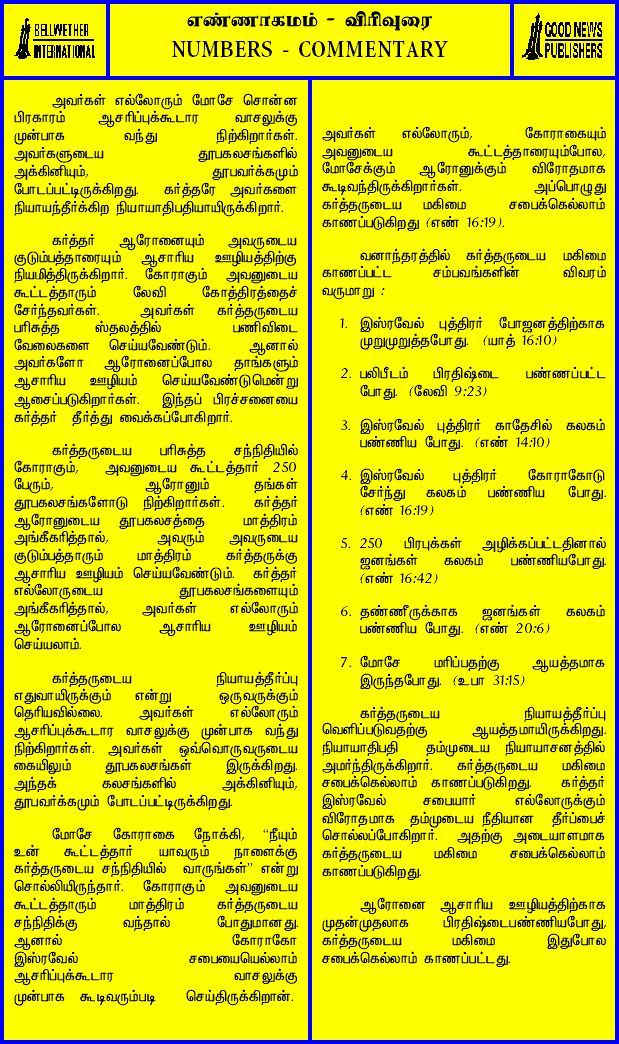 BELLWETHER
INTERNATIONAL
எண்ணாகமம் - விரிவுரை
NUMBERS - COMMENTARY
GOOD NEWS
PUBLISHERS
அவர்கள் எல்லோரும் மோசே சொன்ன
பிரகாரம் ஆசரிப்புக்கூடார வாசலுக்கு
முன்பாக வந்து நிற்கிறார்கள்.
அவர்களுடைய தூபகலசங்களில்
அக்கினியும், தூபவர்க்கமும்
போடப்பட்டிருக்கிறது. கர்த்தரே அவர்களை
நியாயந்தீர்க்கிற நியாயாதிபதியாயிருக்கிறார்.
கர்த்தர் ஆரோனையும் அவருடைய
குடும்பத்தாரையும் ஆசாரிய ஊழியத்திற்கு
நியமித்திருக்கிறார். கோராகும் அவனுடைய
கூட்டத்தாரும் லேவி கோத்திரத்தைச்
சேர்ந்தவர்கள். அவர்கள் கர்த்தருடைய
பரிசுத்த ஸ்தலத்தில் பணிவிடை
வேலைகளை செய்யவேண்டும். ஆனால்
அவர்களோ ஆரோனைப்போல தாங்களும்
ஆசாரிய ஊழியம் செய்யவேண்டுமென்று
ஆசைப்படுகிறார்கள். இந்தப் பிரச்சனையை
கர்த்தர் தீர்த்து வைக்கப்போகிறார்.
கர்த்தருடைய பரிசுத்த சந்நிதியில்
கோராகும், அவனுடைய கூட்டத்தார் 250
பேரும், ஆரோனும் தங்கள்
தூபகலசங்களோடு நிற்கிறார்கள். கர்த்தர்
ஆரோனுடைய தூபகலசத்தை மாத்திரம்
அங்கீகரித்தால், அவரும் அவருடைய
குடும்பத்தாரும் மாத்திரம் கர்த்தருக்கு
ஆசாரிய ஊழியம் செய்யவேண்டும். கர்த்தர்
எல்லோருடைய தூபகலசங்களையும்
அங்கீகரித்தால், அவர்கள் எல்லோரும்
ஆரோனைப்போல ஆசாரிய ஊழியம்
செய்யலாம்.
கர்த்தருடைய நியாயத்தீர்ப்பு
எதுவாயிருக்கும் என்று ஒருவருக்கும்
தெரியவில்லை. அவர்கள் எல்லோரும்
ஆசரிப்புக்கூடார வாசலுக்கு முன்பாக வந்து
நிற்கிறார்கள். அவர்கள் ஒவ்வொருவருடைய
கையிலும் தூபகலசங்கள் இருக்கிறது.
அந்தக் கலசங்களில் அக்கினியும்,
தூபவர்க்கமும் போடப்பட்டிருக்கிறது.
மோசே கோராகை நோக்கி, "நீயும்
உன் கூட்டத்தார் யாவரும் நாளைக்கு
கர்த்தருடைய சந்நிதியில் வாருங்கள்" என்று
சொல்லியிருந்தார். கோராகும் அவனுடைய
கூட்டத்தாரும் மாத்திரம் கர்த்தருடைய
சந்நிதிக்கு வந்தால் போதுமானது.
ஆனால் கோராகோ
இஸ்ரவேல் சபையையெல்லாம்
ஆசரிப்புக்கூடார வாசலுக்கு
முன்பாக கூடிவரும்படி செய்திருக்கிறான்.
அவர்கள் எல்லோரும், கோராகையும்
அவனுடைய கூட்டத்தாரையும்போல,
மோசேக்கும் ஆரோனுக்கும் விரோதமாக
கூடிவந்திருக்கிறார்கள். அப்பொழுது
கர்த்தருடைய மகிமை சபைக்கெல்லாம்
காணப்படுகிறது (எண் 16:19).
வனாந்தரத்தில் கர்த்தருடைய மகிமை
காணப்பட்ட சம்பவங்களின் விவரம்
வருமாறு :
1. இஸ்ரவேல் புத்திரர் போஜனத்திற்காக
முறுமுறுத்தபோது. (யாத் 16:10)
2. பலிபீடம் பிரதிஷ்டை பண்ணப்பட்ட
போது. (லேவி 9:23)
3. இஸ்ரவேல் புத்திரர் காதேசில் கலகம்
பண்ணிய போது. (எண் 14:10)
4. இஸ்ரவேல் புத்திரர் கோராகோடு
சேர்ந்து கலகம் பண்ணிய போது.
(எண் 16:19)
5. 250 பிரபுக்கள் அழிக்கப்பட்டதினால்
ஜனங்கள் கலகம் பண்ணியபோது.
(எண் 16:42)
6. தண்ணீருக்காக ஜனங்கள் கலகம்
பண்ணிய போது. (எண் 20:6)
7. மோசே மரிப்பதற்கு ஆயத்தமாக
இருந்தபோது. (உபா 31:15)
கர்த்தருடைய நியாயத்தீர்ப்பு
வெளிப்படுவதற்கு ஆயத்தமாயிருக்கிறது.
நியாயாதிபதி தம்முடைய நியாயாசனத்தில்
அமர்ந்திருக்கிறார். கர்த்தருடைய மகிமை
சபைக்கெல்லாம் காணப்படுகிறது. கர்த்தர்
இஸ்ரவேல் சபையார் எல்லோருக்கும்
விரோதமாக தம்முடைய நீதியான தீர்ப்பைச்
சொல்லப்போகிறார். அதற்கு அடையாளமாக
கர்த்தருடைய மகிமை சபைக்கெல்லாம்
காணப்படுகிறது.
ஆரோனை ஆசாரிய ஊழியத்திற்காக
முதன்முதலாக பிரதிஷ்டைபண்ணியபோது,
கர்த்தருடைய மகிமை இதுபோல
சபைக்கெல்லாம் காணப்பட்டது.